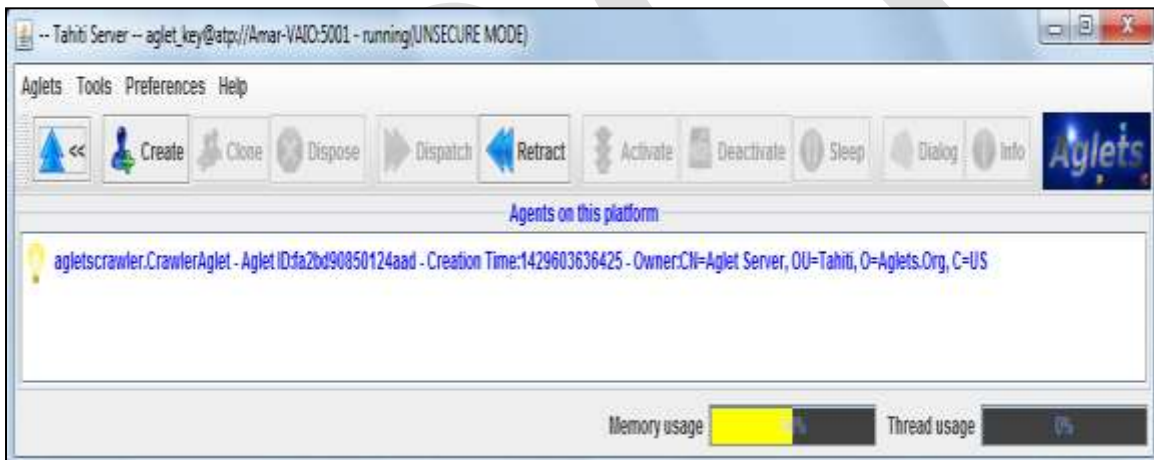 -- Tahiti Server -- aglet_key@atp://Amar-VAIO:5001 - running(UNSECURE MODE)
Aglets Tools Preferences Help
<< Create Clone Dispose Dispatch Retract Activate Deactivate Sleep Dialog Info Aglets
Agents on this platform
agletscrawler.CrawlerAglet - Aglet ID:fa2bd90850124aad - Creation Time:1429603636425 - Owner:CN=Aglet Server, OU=Tahiti, O=Aglets.Org, C=US
Memory usage Thread usage 0%